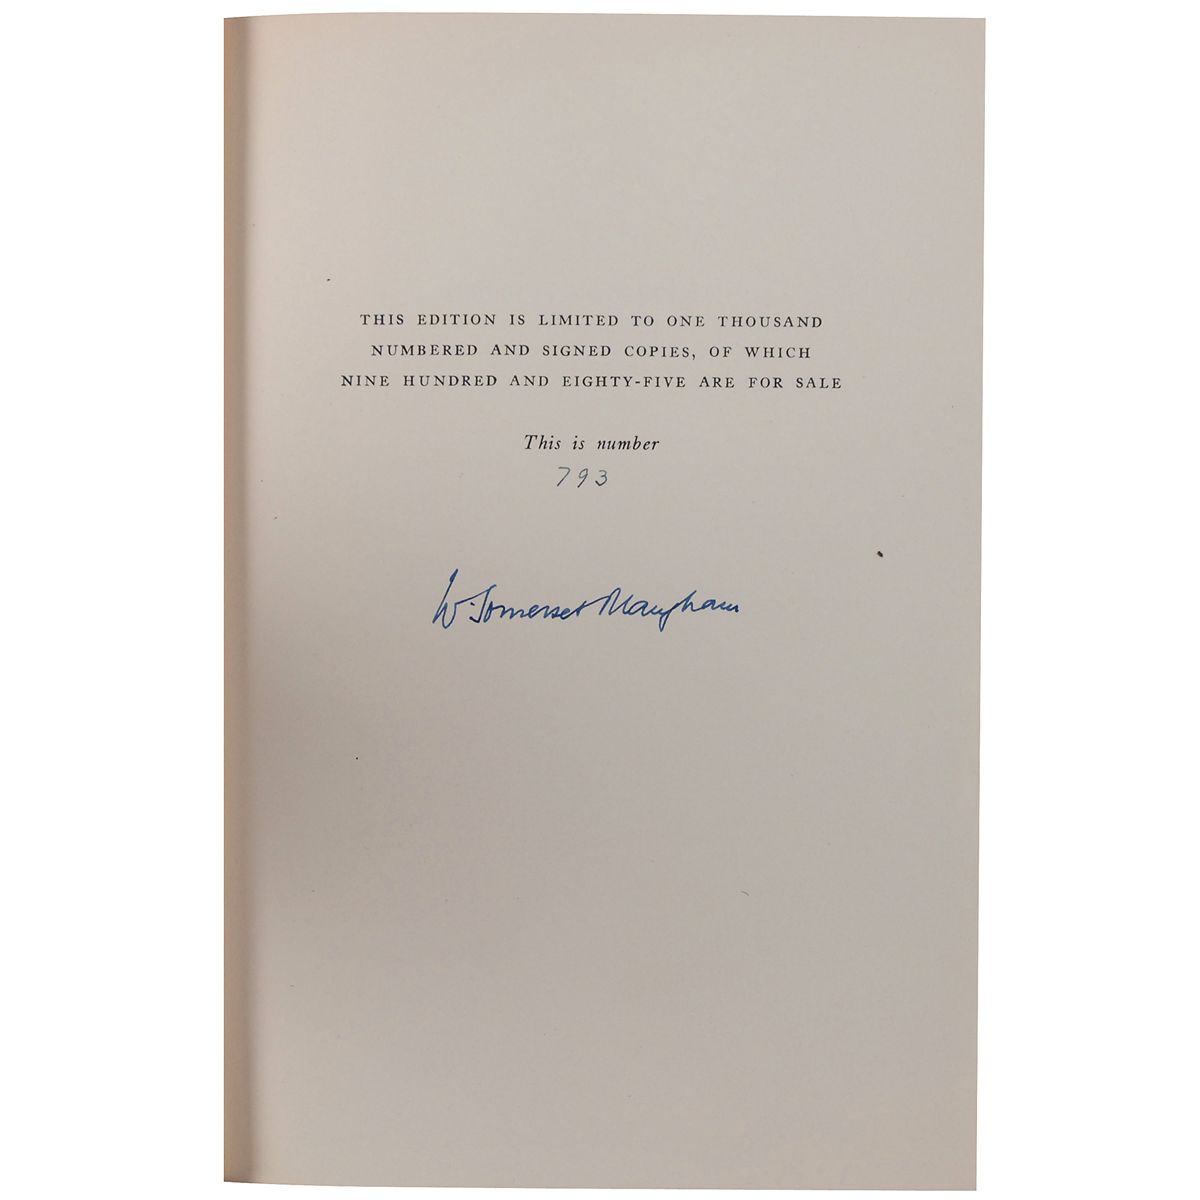 THIS EDITION IS LIMITED TO ONE THOUSAND
NUMBERED AND SIGNED COPIES, OF WHICH
NINE HUNDRED AND EIGHTY-FIVE ARE FOR SALE
This is number
793
W. Somerset Maugham